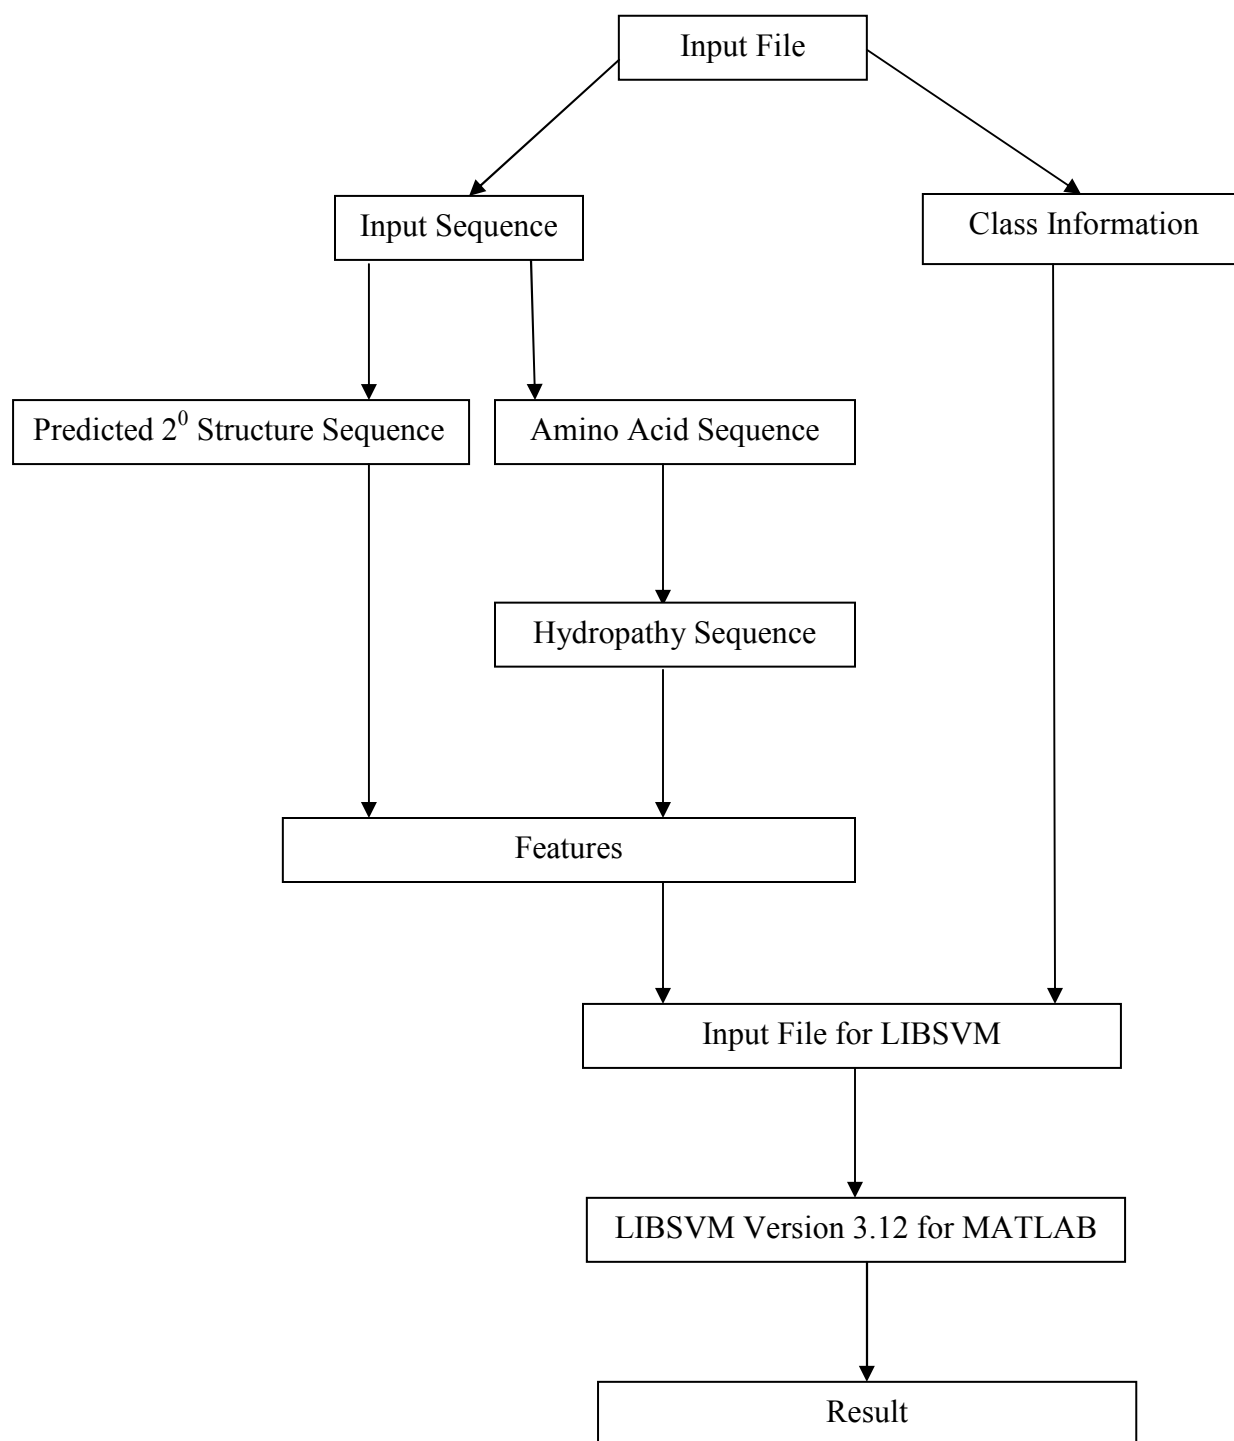 Input File
Input Sequence
Class Information
Predicted 2⁰ Structure Sequence
Amino Acid Sequence
Hydropathy Sequence
Features
Input File for LIBSVM
LIBSVM Version 3.12 for MATLAB
Result